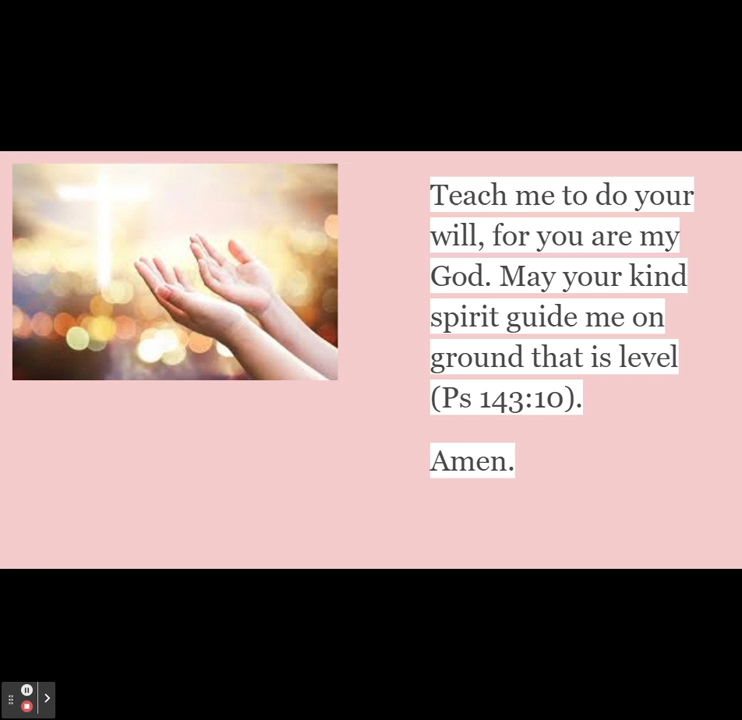 Teach me to do your
will, for you are my
God. May your kind
spirit guide me on
ground that is level
(Ps 143:10).
Amen.